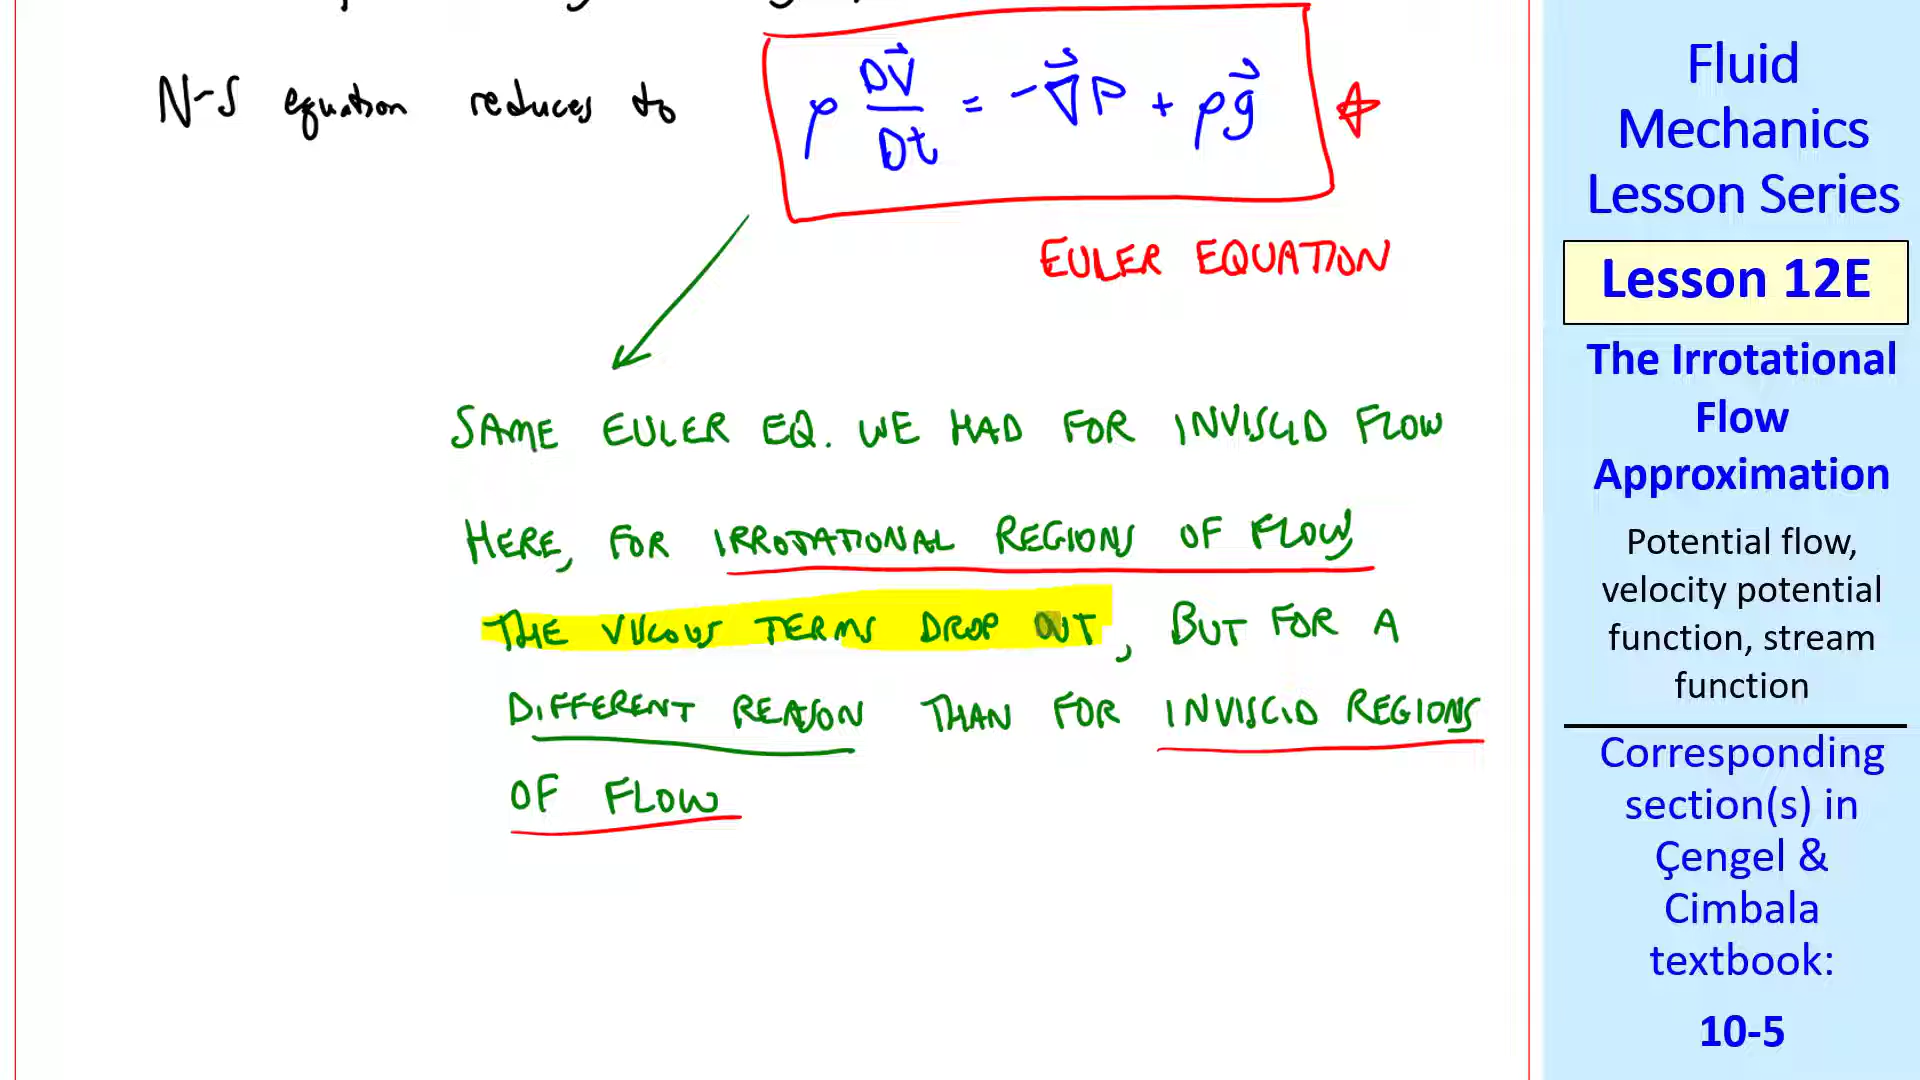 N-S equation reduces to ρ DV⃗/Dt = -∇⃗P + ρg⃗
EULER EQUATION
SAME EULER EQ. WE HAD FOR INVISCID FLOW
HERE, FOR IRROTATIONAL REGIONS OF FLOW,
THE VISCOUS TERMS DROP OUT, BUT FOR A
DIFFERENT REASON THAN FOR INVISCID REGIONS
OF FLOW
Fluid
Mechanics
Lesson Series
Lesson 12E
The Irrotational
Flow
Approximation
Potential flow,
velocity potential
function, stream
function
Corresponding
section(s) in
Çengel &
Cimbala
textbook:
10-5